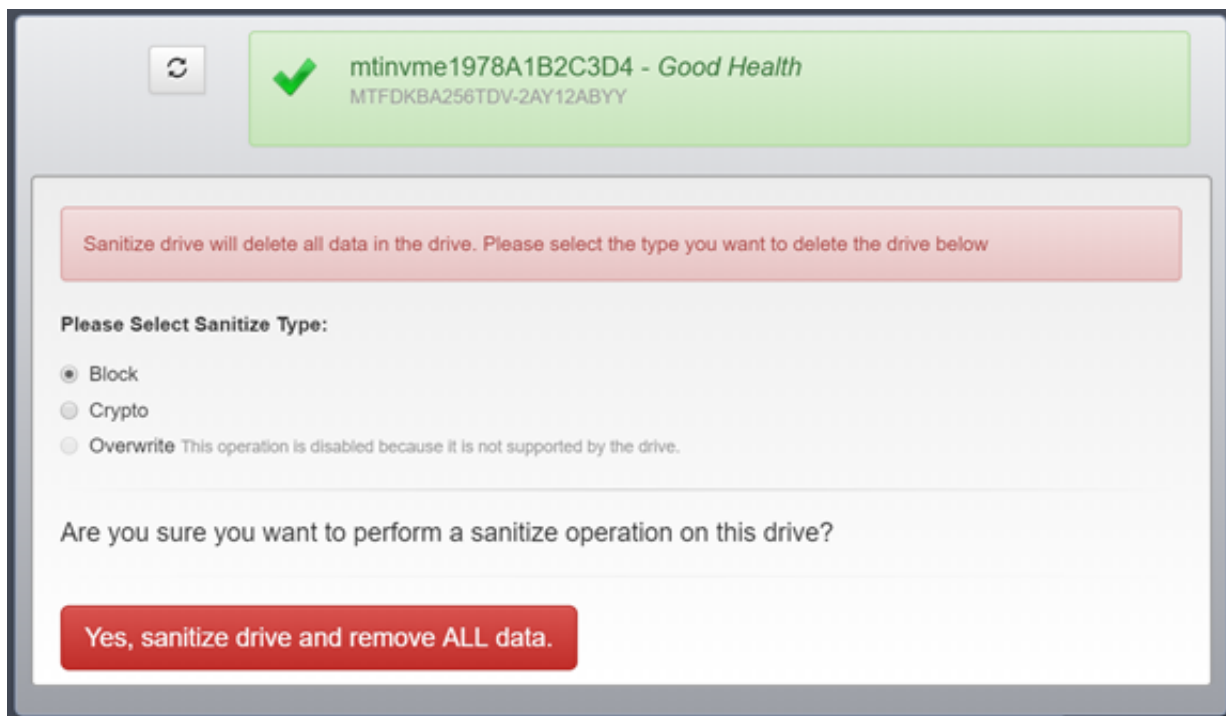 mtinvme1978A1B2C3D4 - Good Health
MTFDKBA256TDV-2AY12ABYY
Sanitize drive will delete all data in the drive. Please select the type you want to delete the drive below
Please Select Sanitize Type:
Block
Crypto
Overwrite This operation is disabled because it is not supported by the drive.
Are you sure you want to perform a sanitize operation on this drive?
Yes, sanitize drive and remove ALL data.